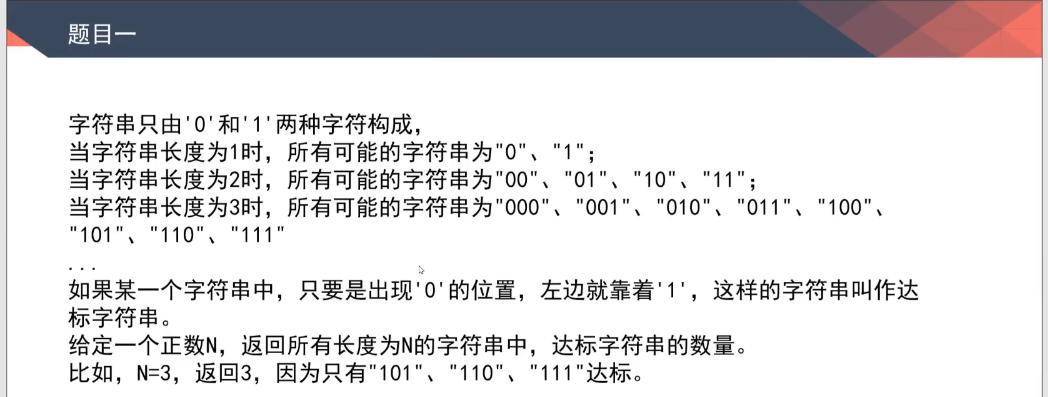 题目一
字符串只由'0'和'1'两种字符构成，
当字符串长度为1时，所有可能的字符串为"0"、"1"；
当字符串长度为2时，所有可能的字符串为"00"、"01"、"10"、"11"；
当字符串长度为3时，所有可能的字符串为"000"、"001"、"010"、"011"、"100"、
"101"、"110"、"111"
...
如果某一个字符串中，只要是出现'0'的位置，左边就靠着'1'，这样的字符串叫作达
标字符串。
给定一个正数N，返回所有长度为N的字符串中，达标字符串的数量。
比如，N=3，返回3，因为只有"101"、"110"、"111"达标。